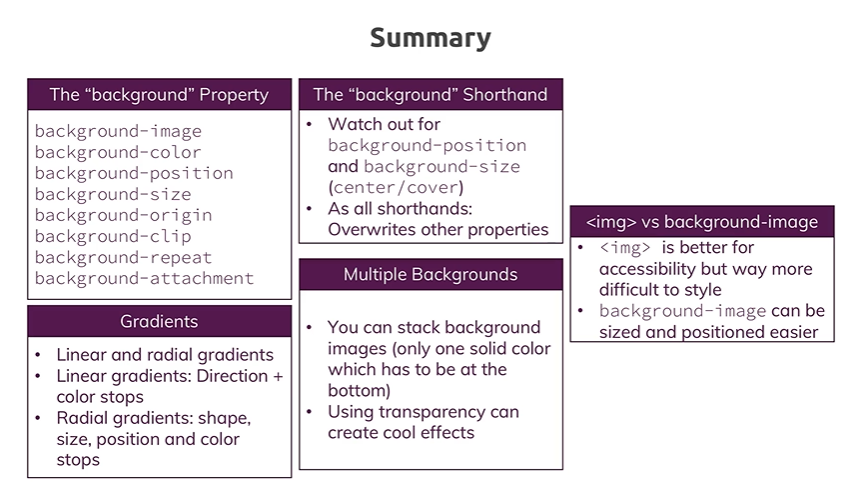 Summary
The “background” Property
background-image
background-color
background-position
background-size
background-origin
background-clip
background-repeat
background-attachment
Gradients
• Linear and radial gradients
• Linear gradients: Direction +
color stops
• Radial gradients: shape,
size, position and color
stops
The “background” Shorthand
• Watch out for
background-position
and background-size
(center/cover)
• As all shorthands:
Overwrites other properties
Multiple Backgrounds
• You can stack background
images (only one solid color
which has to be at the
bottom)
• Using transparency can
create cool effects
<img> vs background-image
• <img> is better for
accessibility but way more
difficult to style
• background-image can be
sized and positioned easier